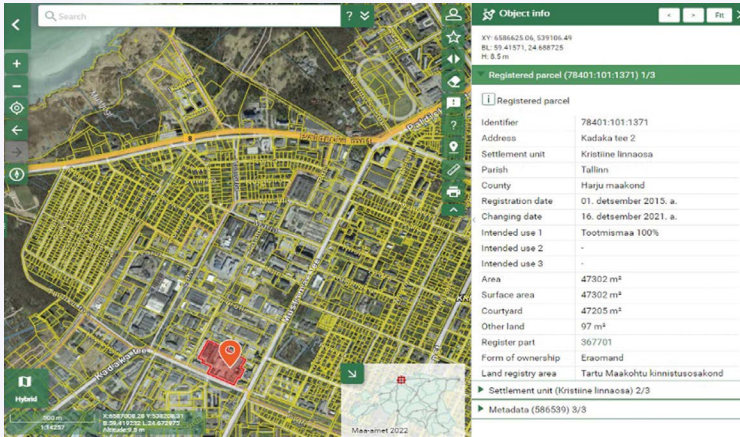 Search
?
Object info
Fit
XY: 6586625.06, 539106.49
BL: 59.41571, 24.688725
H: 8.5 m
Registered parcel (78401:101:1371) 1/3
i Registered parcel
Identifier 78401:101:1371
Address Kadaka tee 2
Settlement unit Kristiine linnaosa
Parish Tallinn
County Harju maakond
Registration date 01. detsember 2015. a.
Changing date 16. detsember 2021. a.
Intended use 1 Tootmismaa 100%
Intended use 2 -
Intended use 3 -
Area 47302 m²
Surface area 47302 m²
Courtyard 47205 m²
Other land 97 m²
Register part 367701
Form of ownership Eraomand
Land registry area Tartu Maakohtu kinnistusosakond
Settlement unit (Kristiine linnaosa) 2/3
Metadata (586539) 3/3
Hybrid
500 m
1:14257
Maa-amet 2022